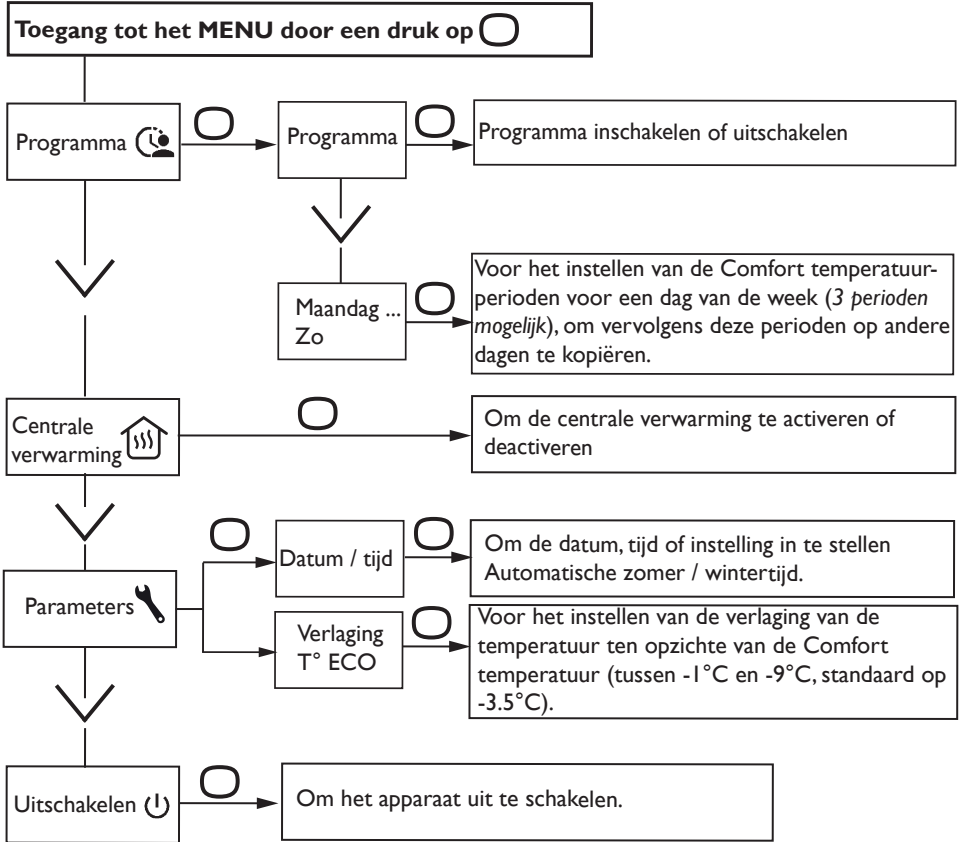 Toegang tot het MENU door een druk op
Programma
Programma
Programma inschakelen of uitschakelen
Maandag ...
Zo
Voor het instellen van de Comfort temperatuur-
perioden voor een dag van de week (3 perioden
mogelijk), om vervolgens deze perioden op andere
dagen te kopiëren.
Centrale
verwarming
Om de centrale verwarming te activeren of
deactiveren
Parameters
Datum / tijd
Om de datum, tijd of instelling in te stellen
Automatische zomer / wintertijd.
Verlaging
T° ECO
Voor het instellen van de verlaging van de
temperatuur ten opzichte van de Comfort
temperatuur (tussen -1°C en -9°C, standaard op
-3.5°C).
Uitschakelen
Om het apparaat uit te schakelen.